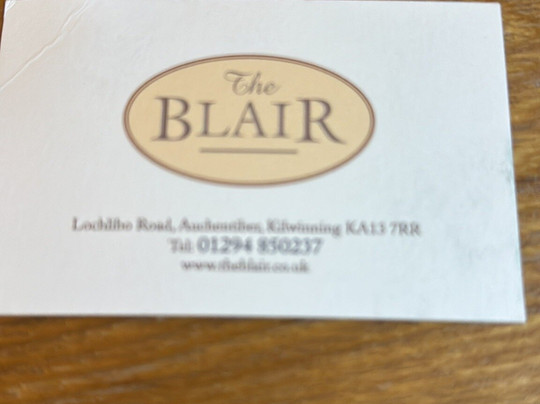 The
BLAIR
Lochlibo Road, Auchentiber, Kilwinning KA13 7RR
Tel: 01294 850237
www.theblair.co.uk